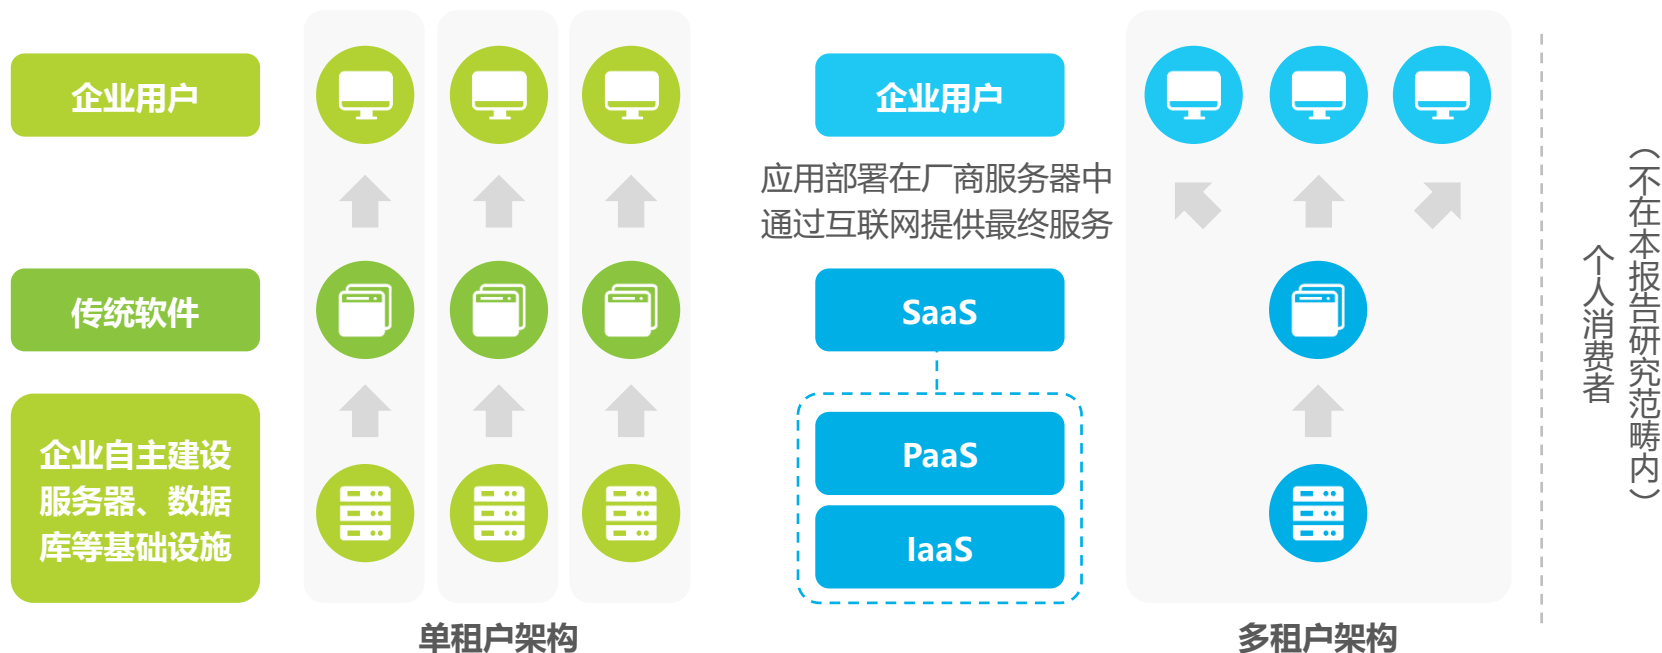 企业用户
传统软件
企业自主建设
服务器、数据
库等基础设施
单租户架构
企业用户
应用部署在厂商服务器中
通过互联网提供最终服务
SaaS
PaaS
IaaS
多租户架构
个人消费者
（不在本报告研究范畴内）